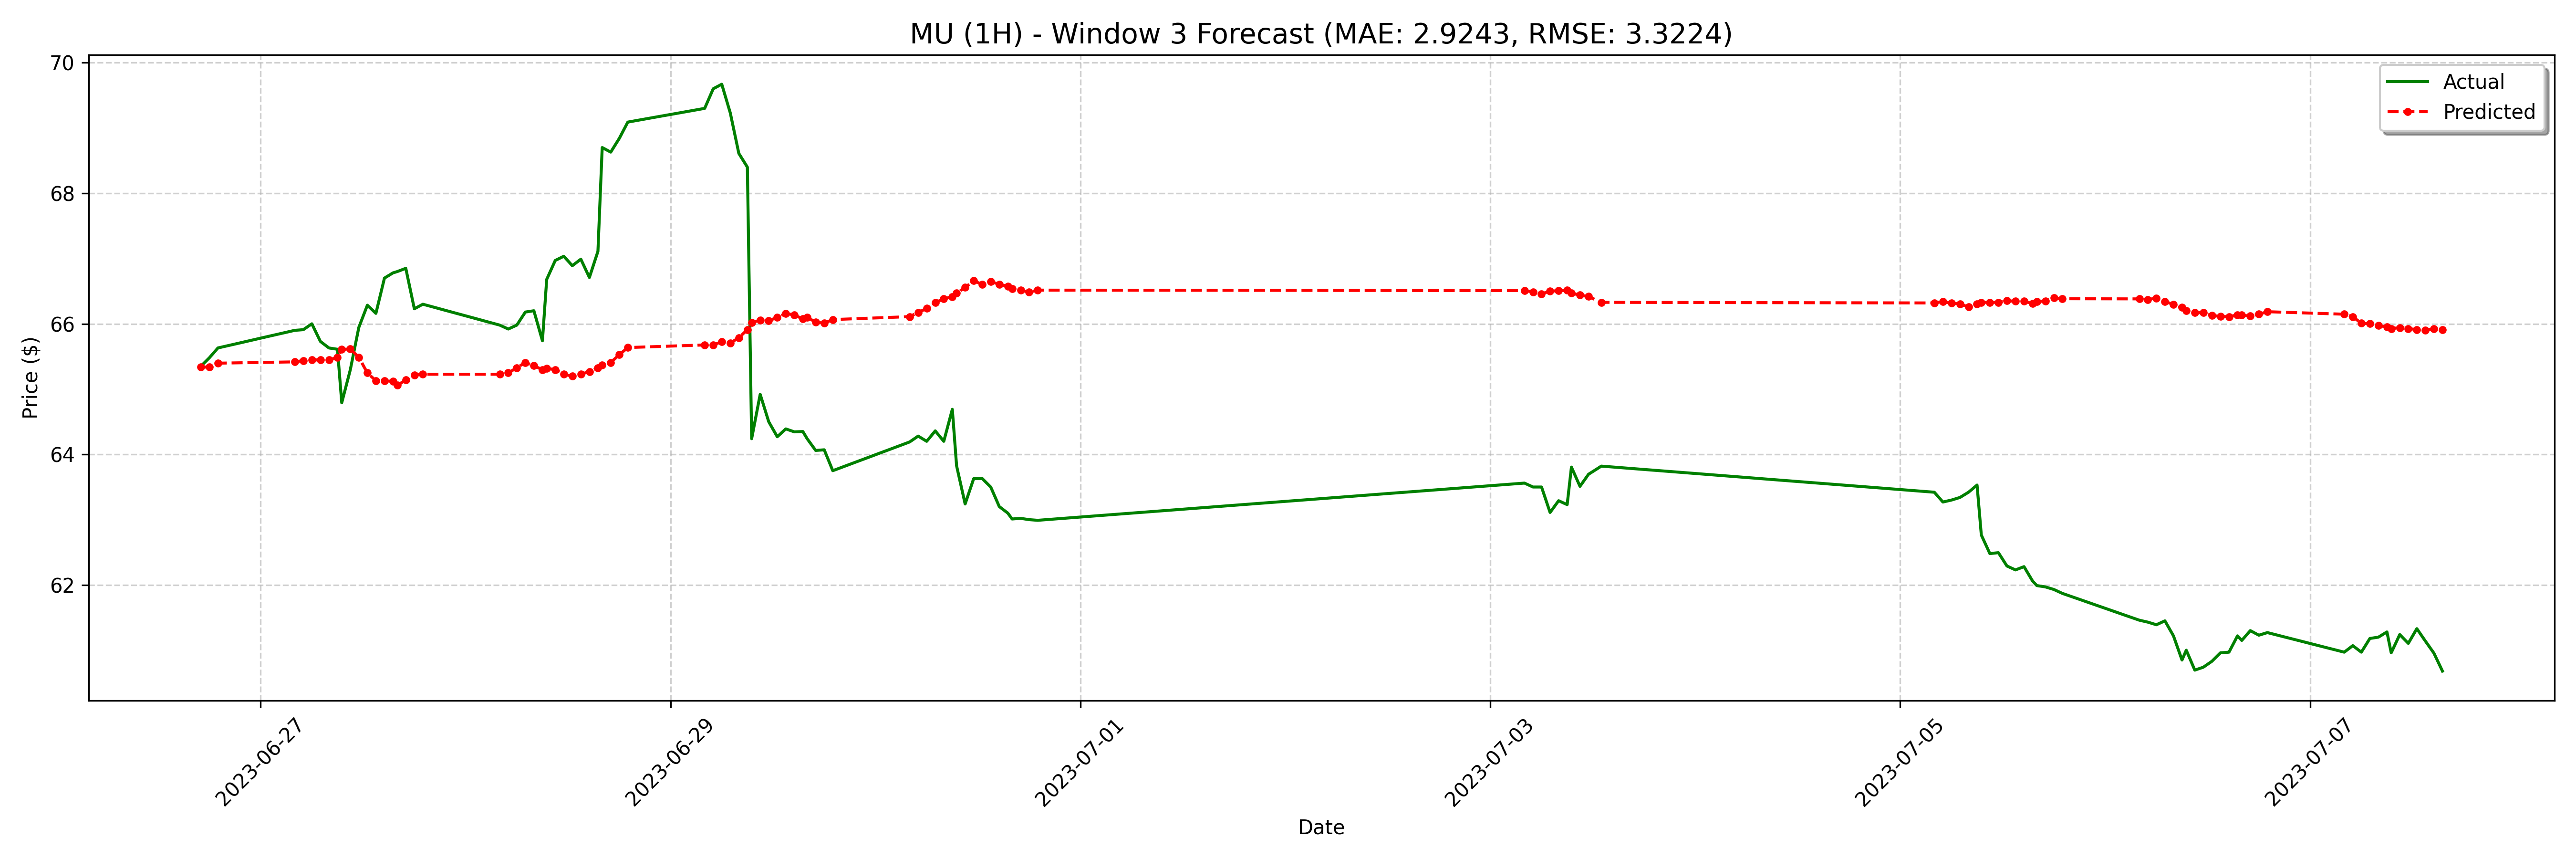 MU (1H) - Window 3 Forecast (MAE: 2.9243, RMSE: 3.3224)
Actual
Predicted
Price ($)
70
68
66
64
62
2023-06-27
2023-06-29
2023-07-01
2023-07-03
2023-07-05
2023-07-07
Date